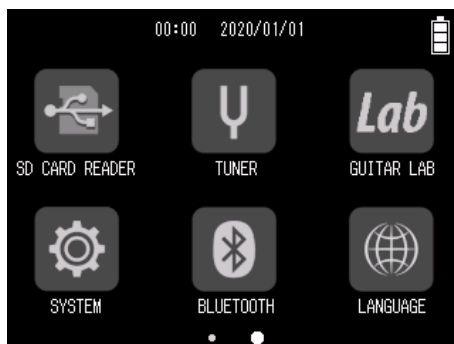 00:00 2020/01/01
Lab
SD CARD READER TUNER GUITAR LAB
SYSTEM BLUETOOTH LANGUAGE